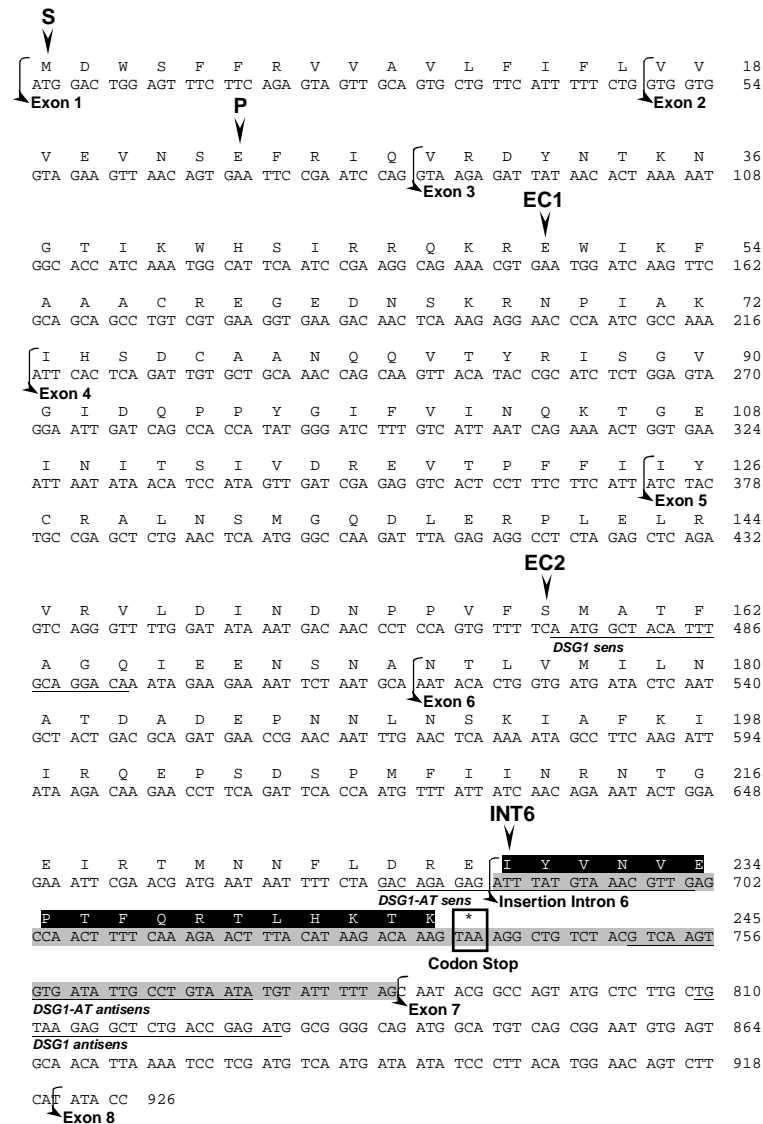 S
M D W S F F R V V A V L F I F L V V 18
ATG GAC TGG AGT TTC TTC AGA GTA GTT GCA GTG CTG TTC ATT TTT CTG GTG GTG 54
Exon 1 Exon 2
P
V E V N S E F R I Q V R D Y N T K N 36
GTA GAA GTT AAC AGT GAA TTC CGA ATC CAG GTA AGA GAT TAT AAC ACT AAA AAT 108
Exon 3
EC1
G T I K W H S I R R Q K R E W I K F 54
GGC ACC ATC AAA TGG CAT TCA ATC CGA AGG CAG AAA CGT GAA TGG ATC AAG TTC 162
A A A C R E G E D N S K R N P I A K 72
GCA GCA GCC TGT CGT GAA GGT GAA GAC AAC TCA AAG AGG AAC CCA ATC GCC AAA 216
I H S D C A A N Q Q V T Y R I S G V 90
ATT CAC TCA GAT TGT GCT GCA AAC CAG CAA GTT ACA TAC CGC ATC TCT GGA GTA 270
Exon 4
G I D Q P P Y G I F V I N Q K T G E 108
GGA ATT GAT CAG CCA CCA TAT GGG ATC TTT GTC ATT AAT CAG AAA ACT GGT GAA 324
I N I T S I V D R E V T P F F I I Y 126
ATT AAT ATA ACA TCC ATA GTT GAT CGA GAG GTC ACT CCT TTC TTC ATT ATC TAC 378
Exon 5
C R A L N S M G Q D L E R P L E L R 144
TGC CGA GCT CTG AAC TCA ATG GGC CAA GAT TTA GAG AGG CCT CTA GAG CTC AGA 432
EC2
V R V L D I N D N P P V F S M A T F 162
GTC AGG GTT TTG GAT ATA AAT GAC AAC CCT CCA GTG TTT TCA ATG GCT ACA TTT 486
DSG1 sens
A G Q I E E N S N A N T L V M I L N 180
GCA GGA CAA ATA GAA GAA AAT TCT AAT GCA AAT ACA CTG GTG ATG ATA CTC AAT 540
Exon 6
A T D A D E P N N L N S K I A F K I 198
GCT ACT GAC GCA GAT GAA CCG AAC AAT TTG AAC TCA AAA ATA GCC TTC AAG ATT 594
I R Q E P S D S P M F I I N R N T G 216
ATA AGA CAA GAA CCT TCA GAT TCA CCA ATG TTT ATT ATC AAC AGA AAT ACT GGA 648
INT6
E I R T M N N F L D R E I Y V N V E 234
GAA ATT CGA ACG ATG AAT AAT TTT CTA GAC AGA GAG ATT TAT GTA AAC GTT GAG 702
DSG1-AT sens Insertion Intron 6
P T F Q R T L H K T K * 245
CCA ACT TTT CAA AGA ACT TTA CAT AAG ACA AAG TAA AGG CTG TCT ACG TCA AGT 756
Codon Stop
GTG ATA TTG CCT GTA ATA TGT ATT TTT AGC AAT ACG GCC AGT ATG CTC TTG CTG 810
DSG1-AT antisens Exon 7
TAA GAG GCT CTG ACC GAG ATG GCG GGG CAG ATG GCA TGT CAG CGG AAT GTG AGT 864
DSG1 antisens
GCA ACA TTA AAA TCC TCG ATG TCA ATG ATA ATA TCC CTT ACA TGG AAC AGT CTT 918
CAT ATA CC 926
Exon 8